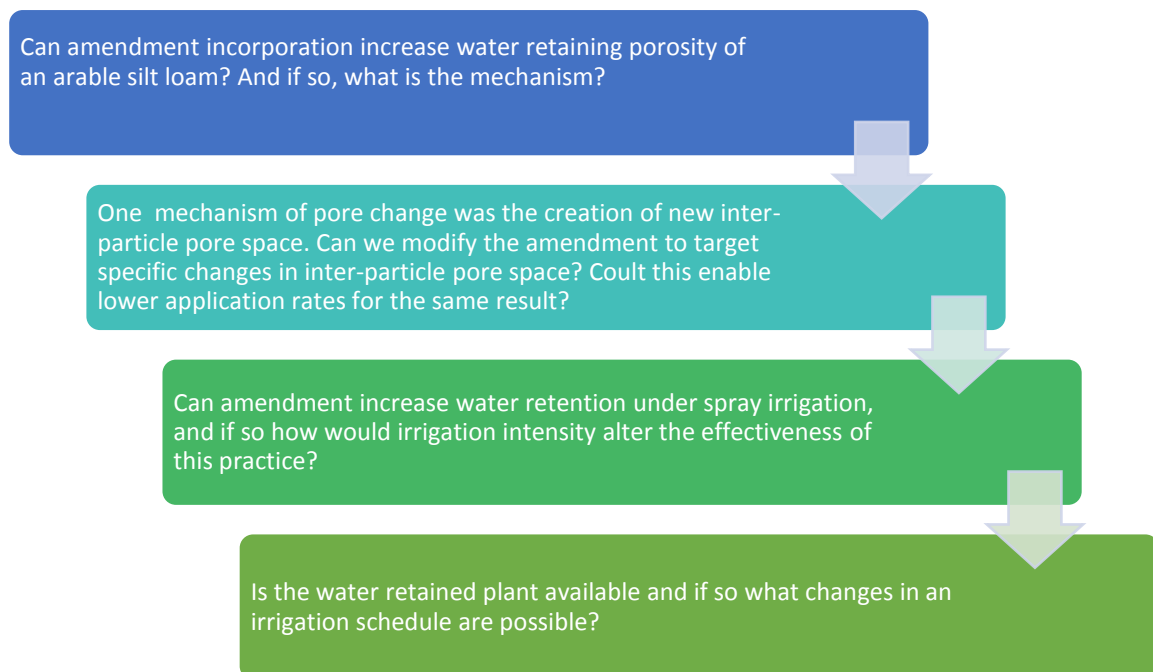 Can amendment incorporation increase water retaining porosity of
an arable silt loam? And if so, what is the mechanism?
One  mechanism of pore change was the creation of new inter-
particle pore space. Can we modify the amendment to target
specific changes in inter-particle pore space? Coult this enable
lower application rates for the same result?
Can amendment increase water retention under spray irrigation,
and if so how would irrigation intensity alter the effectiveness of
this practice?
Is the water retained plant available and if so what changes in an
irrigation schedule are possible?